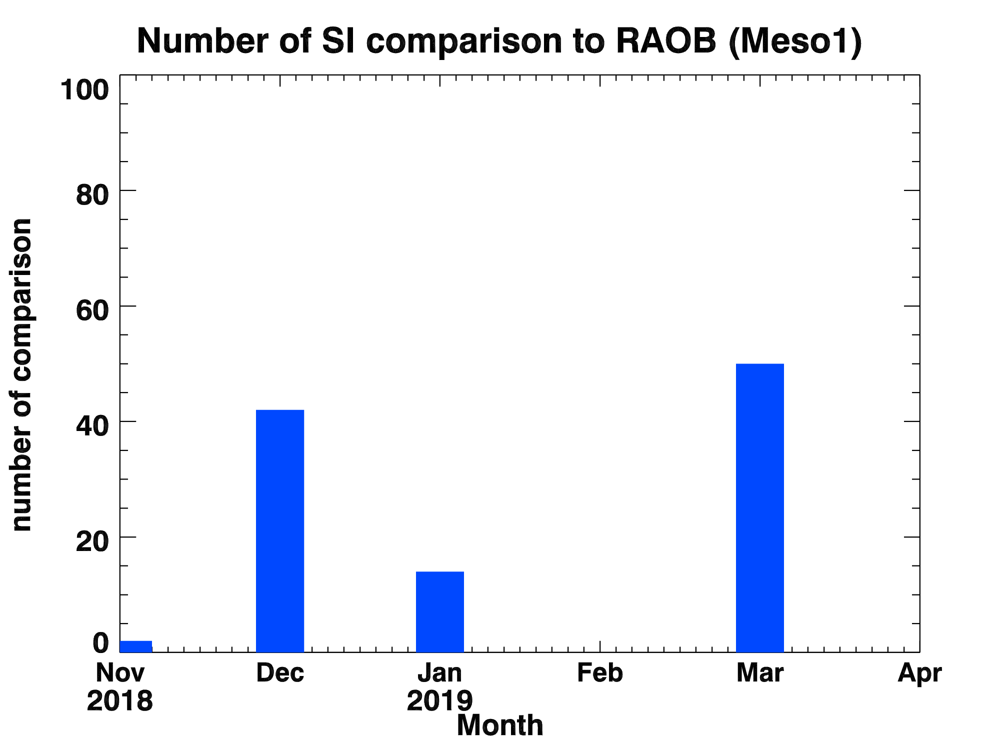 Number of SI comparison to RAOB (Meso1)
100
80
60
40
20
0
number of comparison
Nov Dec Jan Feb Mar Apr
2018 2019
Month